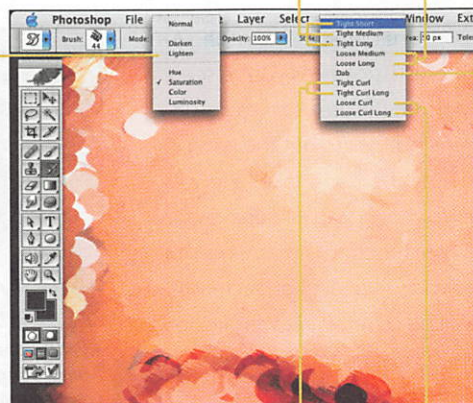 Photoshop File Layer Select Window Ext
Brush: 44 Mode: Opacity: 100% px Toler
Normal
Darken
Lighten
Hue
✓ Saturation
Color
Luminosity
Tight Short
Tight Medium
Tight Long
Loose Medium
Loose Long
Dab
Tight Curl
Tight Curl Long
Loose Curl
Loose Curl Long
T